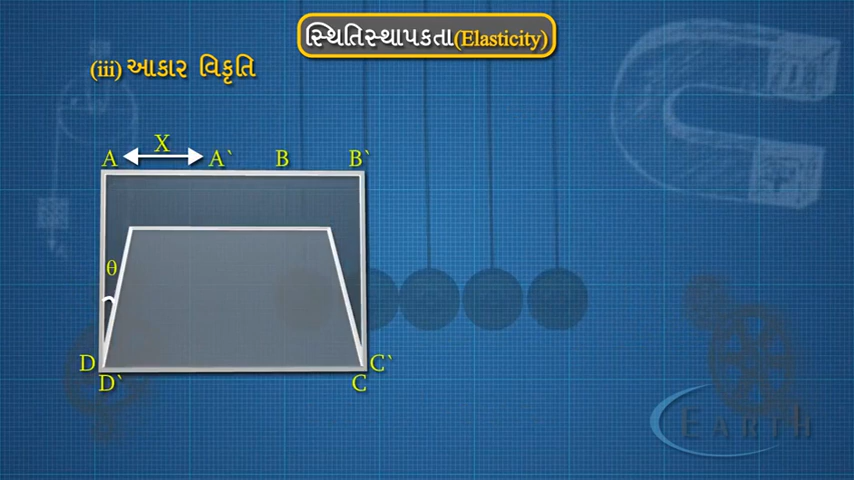 સ્થિતિસ્થાપકતા(Elasticity)
(iii) આકાર વિકૃતિ
A X A` B B`
θ
D C`
D` C
EARTH